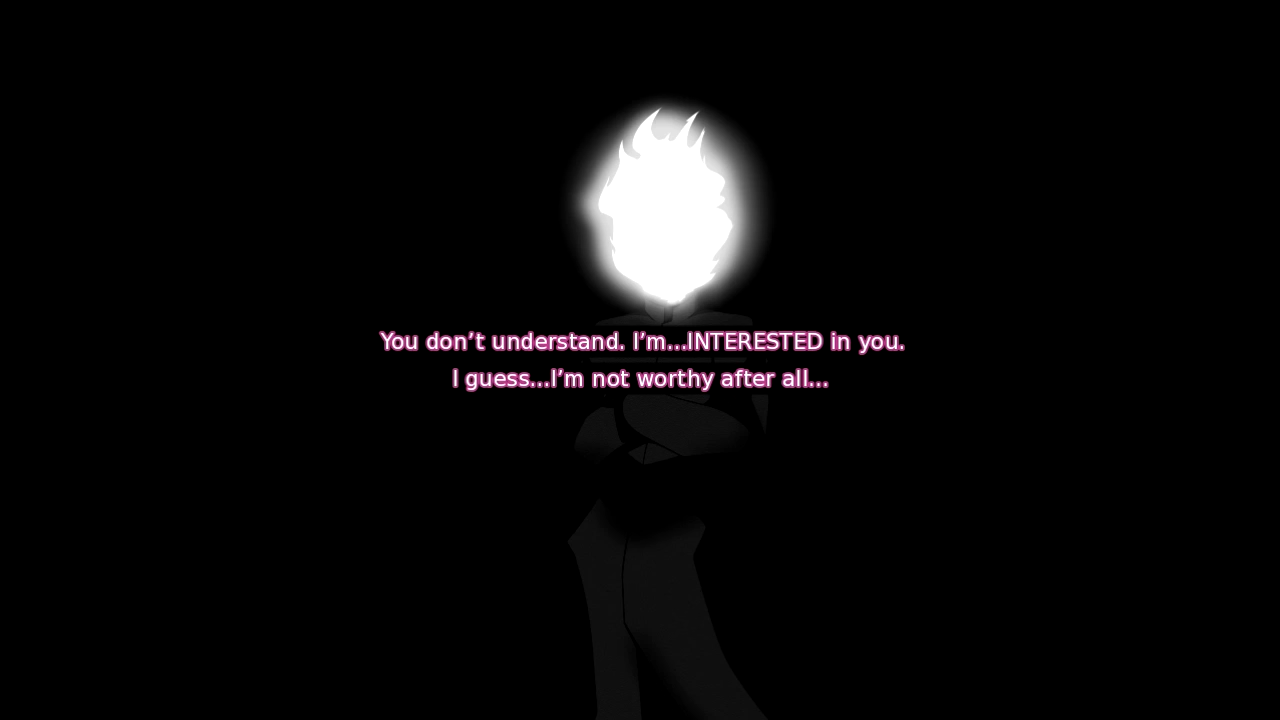 You don’t understand. I’m...INTERESTED in you.
I guess...I’m not worthy after all...